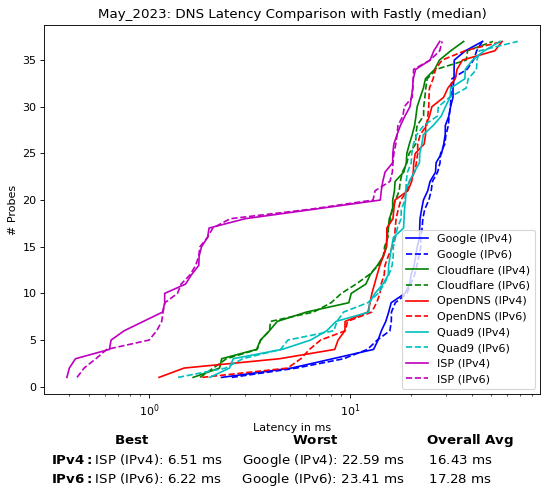 May_2023: DNS Latency Comparison with Fastly (median)
# Probes
35
30
25
20
15
10
5
0
Google (IPv4)
Google (IPv6)
Cloudflare (IPv4)
Cloudflare (IPv6)
OpenDNS (IPv4)
OpenDNS (IPv6)
Quad9 (IPv4)
Quad9 (IPv6)
ISP (IPv4)
ISP (IPv6)
10⁰ 10¹
Latency in ms
Best Worst Overall Avg
IPv4: ISP (IPv4): 6.51 ms Google (IPv4): 22.59 ms 16.43 ms
IPv6: ISP (IPv6): 6.22 ms Google (IPv6): 23.41 ms 17.28 ms